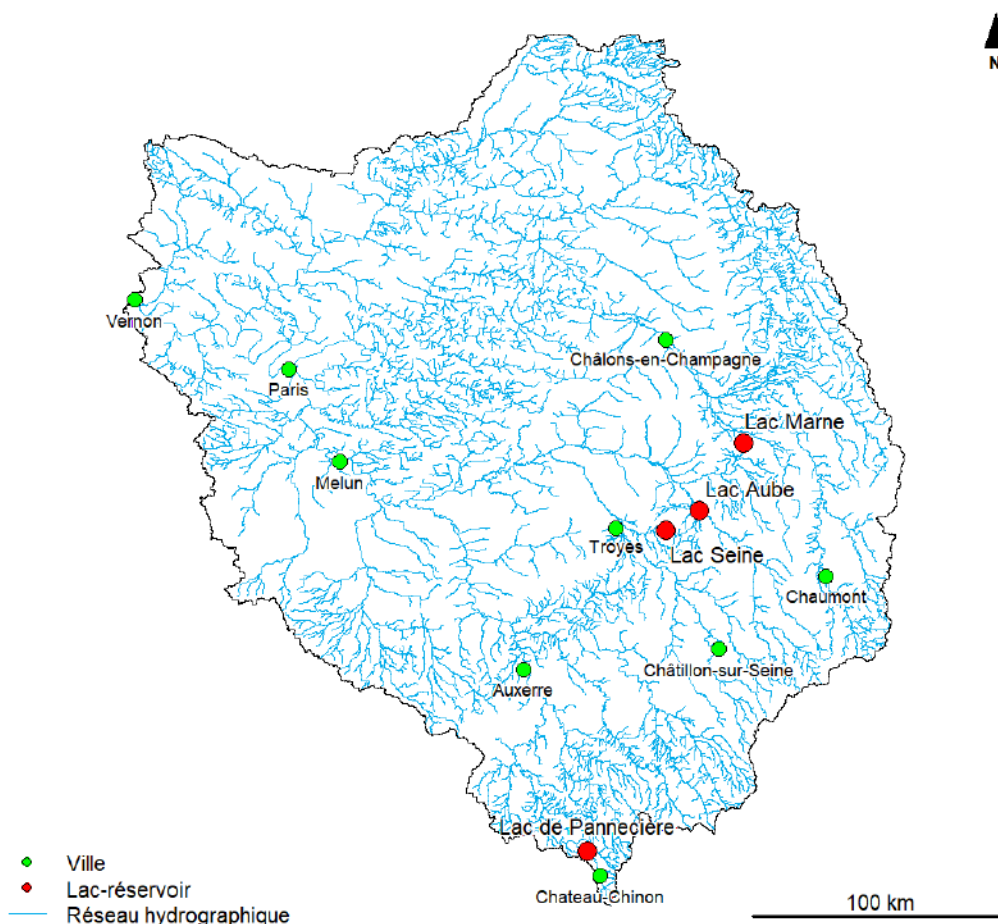 N
Vernon
Châlons-en-Champagne
Paris
Lac Marne
Melun
Lac Aube
Troyes
Lac Seine
Chaumont
Châtillon-sur-Seine
Auxerre
Lac de Pannecière
Chateau-Chinon
Ville
Lac-réservoir
Réseau hydrographique
100 km